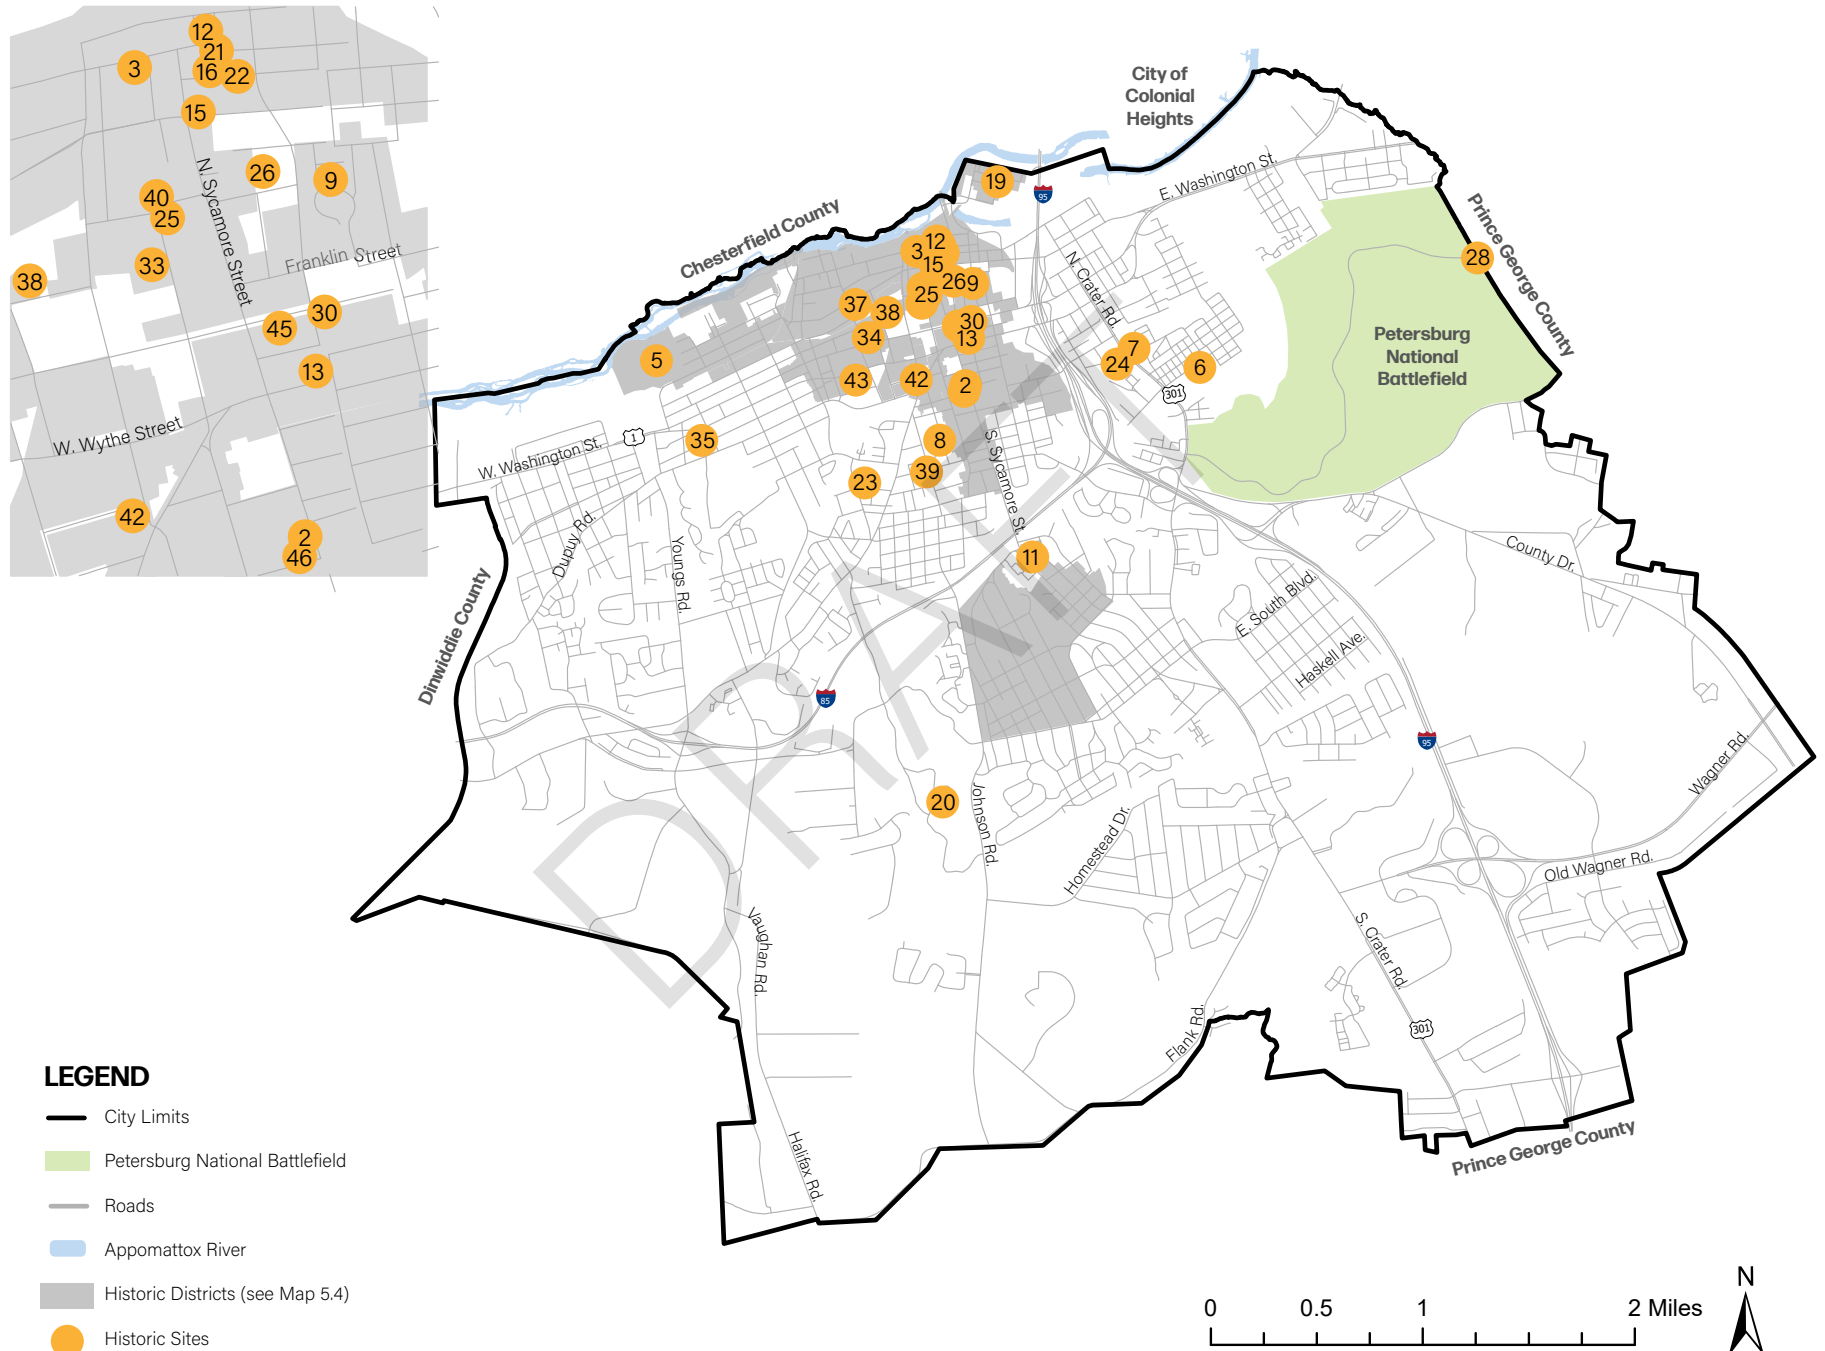 12
21
3
16
22
15
N. Sycamore Street
26
9
40
25
33
Franklin Street
38
30
45
13
W. Wythe Street
42
2
46
City of
Colonial
Heights
Chesterfield County
19
95
E. Washington St.
Prince George County
28
N. Crater Rd.
3
12
15
26
9
25
37
38
30
13
34
5
43
42
2
7
24
6
301
Petersburg
National
Battlefield
W. Washington St.
1
35
8
39
23
S. Sycamore St.
11
Dupuy Rd.
Youngs Rd.
Dinwiddie County
County Dr.
E. South Blvd.
Haskell Ave.
85
95
20
Johnson Rd.
Homestead Dr.
Wagner Rd.
Old Wagner Rd.
Vaughan Rd.
S. Crater Rd.
Flank Rd.
301
Halifax Rd.
Prince George County
DRAFT
LEGEND
City Limits
Petersburg National Battlefield
Roads
Appomattox River
Historic Districts (see Map 5.4)
Historic Sites
0 0.5 1 2 Miles
N